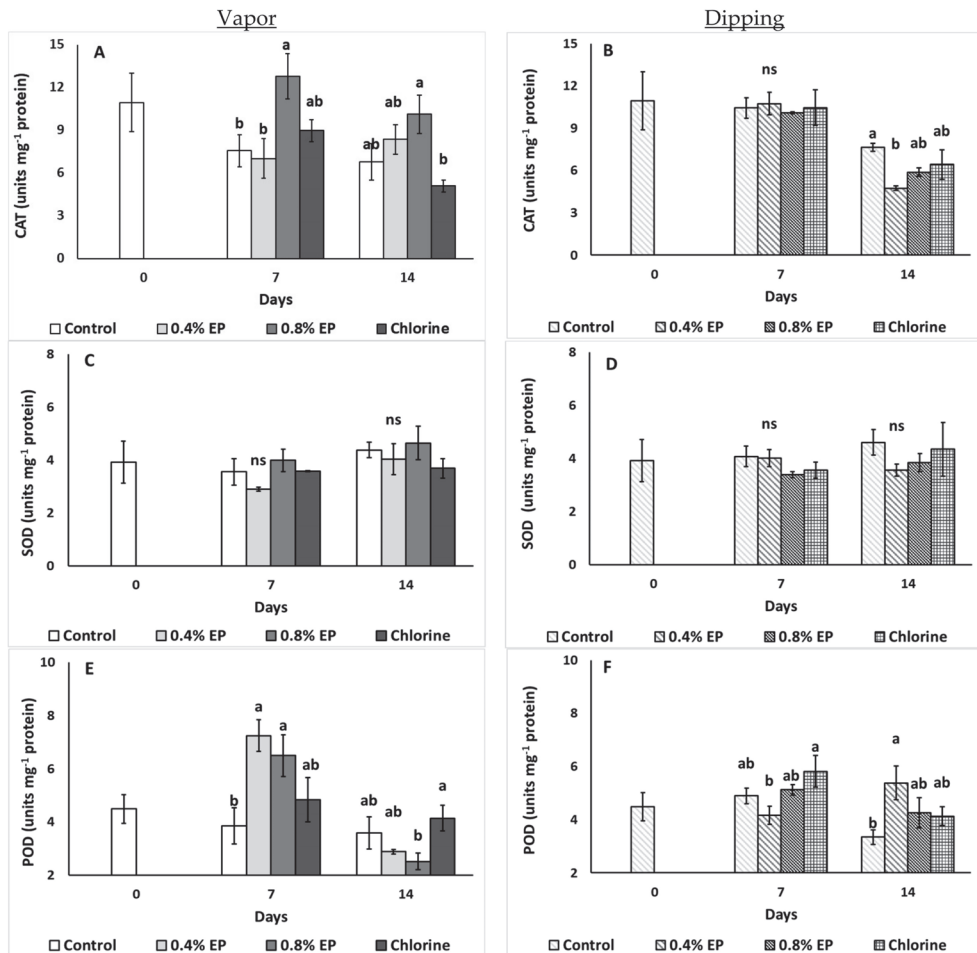 Vapor
Dipping
A
CAT (units mg⁻¹ protein)
15
12
9
6
3
0
b
b
a
ab
ab
ab
a
b
0
7
14
Days
Control
0.4% EP
0.8% EP
Chlorine
B
CAT (units mg⁻¹ protein)
15
12
9
6
3
0
ns
a
b
ab
ab
0
7
14
Days
Control
0.4% EP
0.8% EP
Chlorine
C
SOD (units mg⁻¹ protein)
8
6
4
2
0
ns
ns
0
7
14
Days
Control
0.4% EP
0.8% EP
Chlorine
D
SOD (units mg⁻¹ protein)
8
6
4
2
0
ns
ns
0
7
14
Days
Control
0.4% EP
0.8% EP
Chlorine
E
POD (units mg⁻¹ protein)
10
8
6
4
2
b
a
a
ab
ab
ab
b
a
0
7
14
Days
Control
0.4% EP
0.8% EP
Chlorine
F
POD (units mg⁻¹ protein)
10
8
6
4
2
ab
b
ab
a
b
a
ab
ab
0
7
14
Days
Control
0.4% EP
0.8% EP
Chlorine